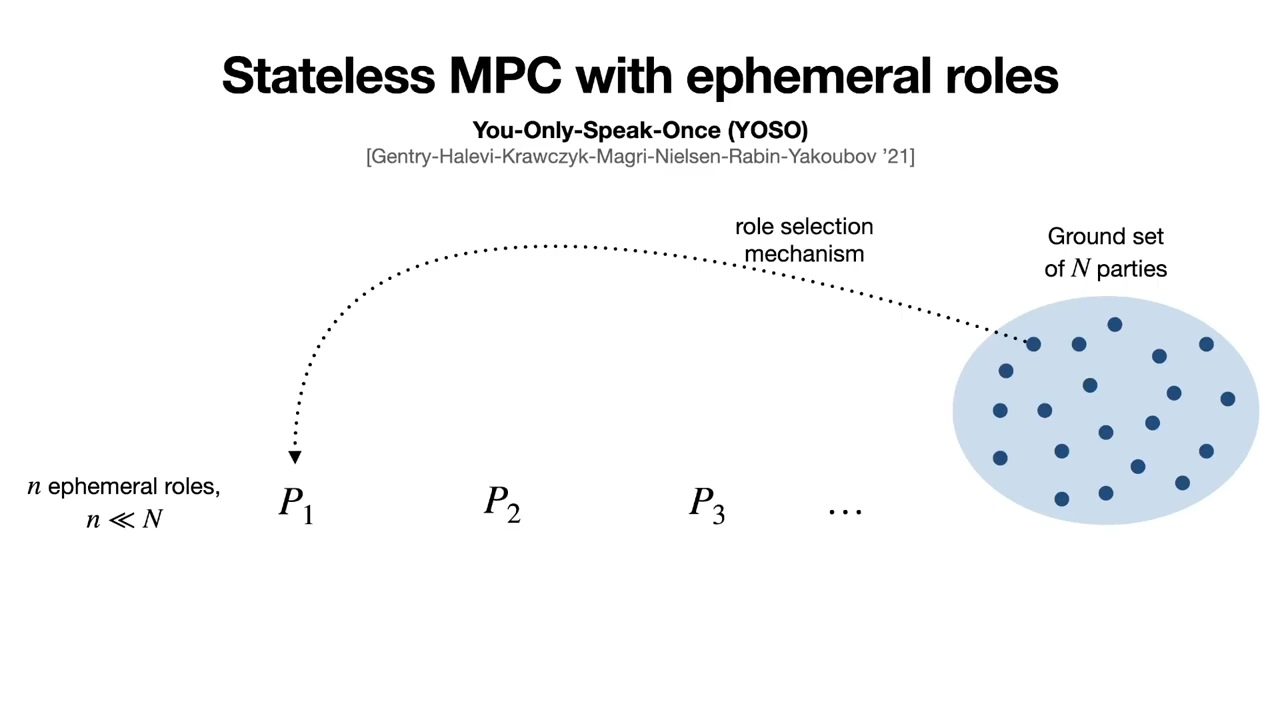 Stateless MPC with ephemeral roles
You-Only-Speak-Once (YOSO)
[Gentry-Halevi-Krawczyk-Magri-Nielsen-Rabin-Yakoubov ’21]
role selection
mechanism
Ground set
of N parties
n ephemeral roles,
n ≪ N
P₁ P₂ P₃ …